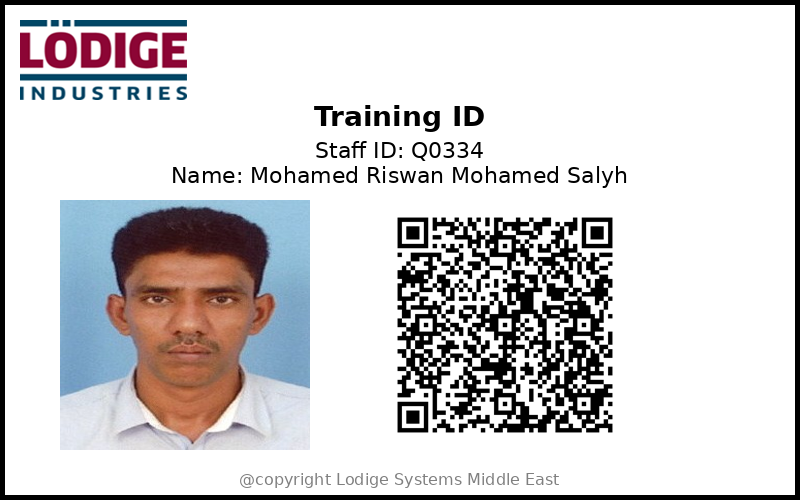 LÖDIGE
INDUSTRIES
Training ID
Staff ID: Q0334
Name: Mohamed Riswan Mohamed Salyh
@copyright Lodige Systems Middle East